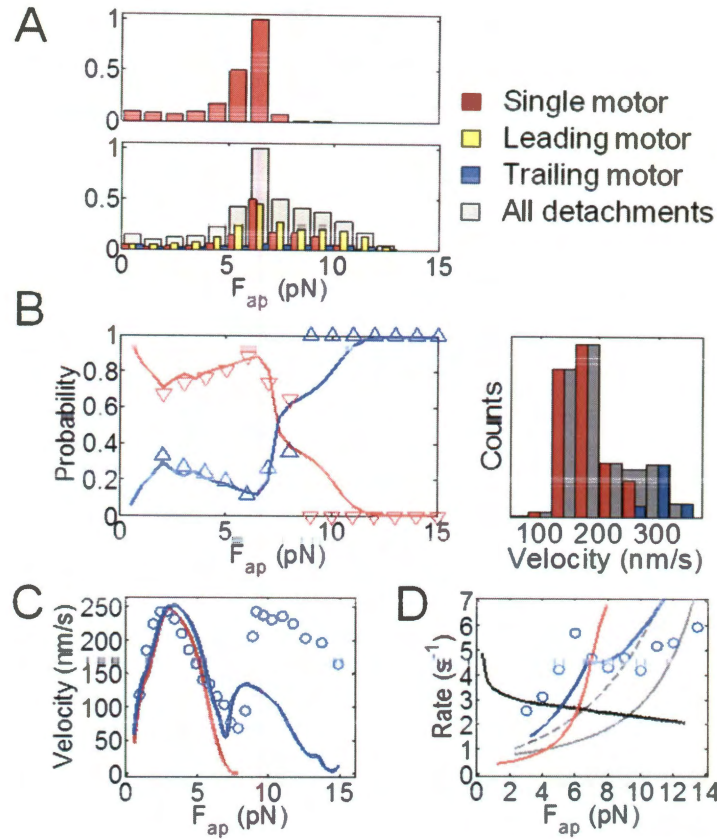 A
1
0.5
0
Single motor
Leading motor
Trailing motor
All detachments
1
0.5
0
0 5 10 15
F_ap (pN)
B
1
0.8
0.6
0.4
0.2
0
Probability
0 5 10 15
F_ap (pN)
Counts
100 200 300
Velocity (nm/s)
C
250
200
150
100
50
0
Velocity (nm/s)
0 5 10 15
F_ap (pN)
D
7
6
5
4
3
2
1
0
Rate (s⁻¹)
0 2 4 6 8 10 12 14
F_ap (pN)